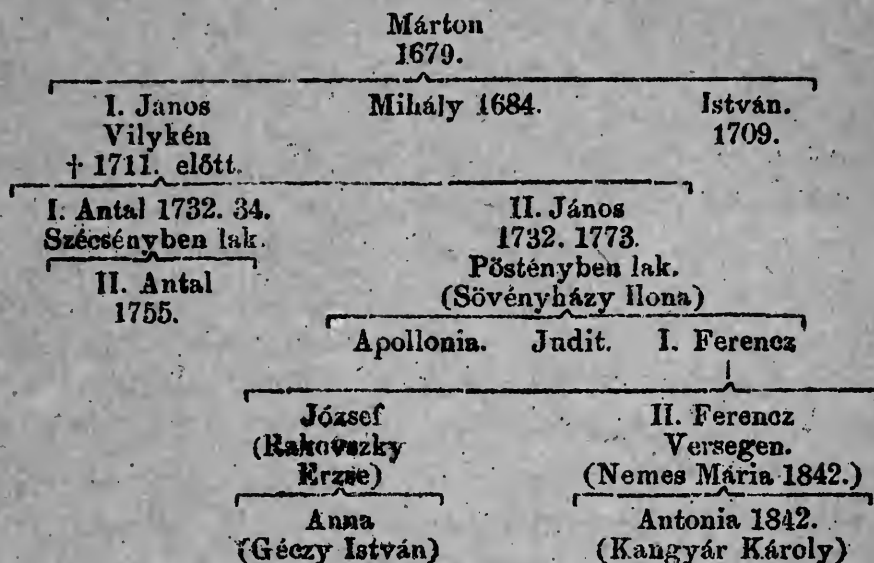 Márton
1679.
I. Janos Mihály 1684. István.
Vilykén 1709.
† 1711. előtt.
I. Antal 1732. 34. II. János
Szécsényben lak. 1732. 1773.
II. Antal Pöstényben lak.
1755. (Sövényházy Ilona)
Apollonia. Judit. I. Ferencz
József II. Ferencz
(Rakovszky Versegen.
Erzse) (Nemes Mária 1842.)
Anna Antonia 1842.
(Géczy István) (Kangyár Károly)